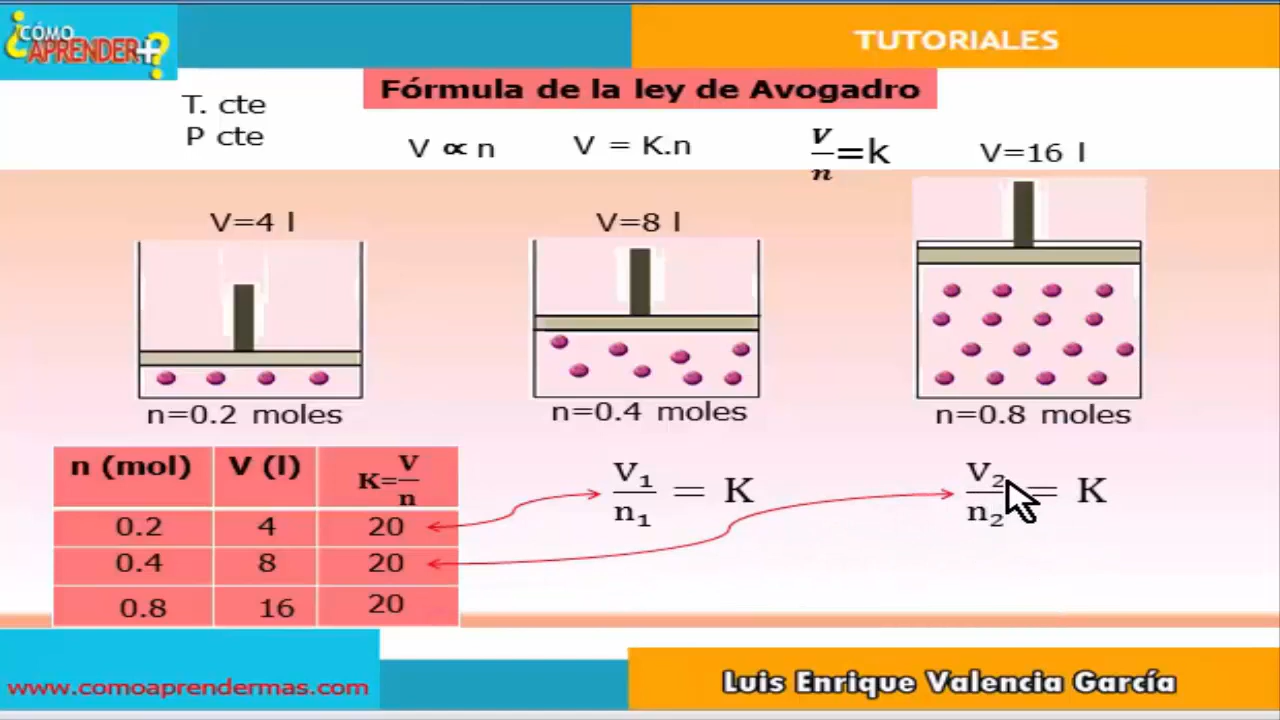 ¿CÓMO
APRENDER+?
TUTORIALES
Fórmula de la ley de Avogadro
T. cte
P cte
V ∝ n
V = K.n
V/n=k
V=16 l
V=4 l
V=8 l
n=0.2 moles
n=0.4 moles
n=0.8 moles
n (mol) V (l) K=V/n
0.2 4 20
0.4 8 20
0.8 16 20
V₁/n₁ = K
V₂/n₂ = K
www.comoaprendermas.com
Luis Enrique Valencia García